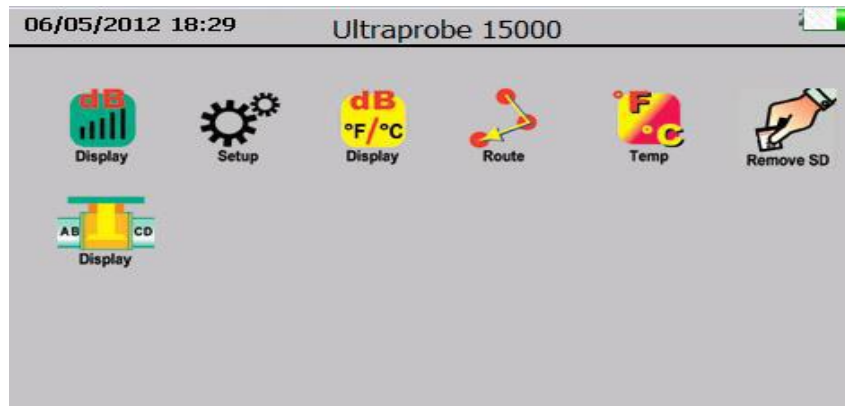 06/05/2012 18:29 Ultraprobe 15000
dB
Display
Setup
dB
°F/°C
Display
Route
°F
°C
Temp
Remove SD
AB CD
Display